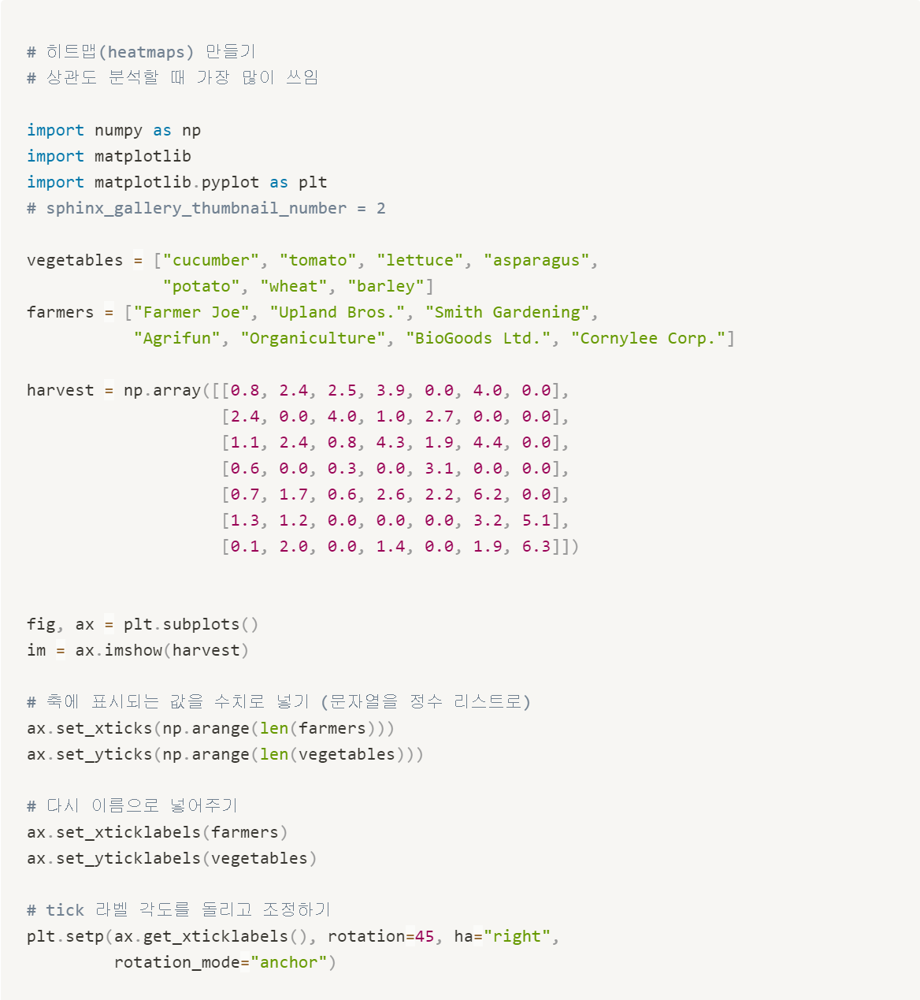 # 히트맵(heatmaps) 만들기
# 상관도 분석할 때 가장 많이 쓰임
import numpy as np
import matplotlib
import matplotlib.pyplot as plt
# sphinx_gallery_thumbnail_number = 2
vegetables = ["cucumber", "tomato", "lettuce", "asparagus",
              "potato", "wheat", "barley"]
farmers = ["Farmer Joe", "Upland Bros.", "Smith Gardening",
           "Agrifun", "Organiculture", "BioGoods Ltd.", "Cornylee Corp."]
harvest = np.array([[0.8, 2.4, 2.5, 3.9, 0.0, 4.0, 0.0],
                    [2.4, 0.0, 4.0, 1.0, 2.7, 0.0, 0.0],
                    [1.1, 2.4, 0.8, 4.3, 1.9, 4.4, 0.0],
                    [0.6, 0.0, 0.3, 0.0, 3.1, 0.0, 0.0],
                    [0.7, 1.7, 0.6, 2.6, 2.2, 6.2, 0.0],
                    [1.3, 1.2, 0.0, 0.0, 0.0, 3.2, 5.1],
                    [0.1, 2.0, 0.0, 1.4, 0.0, 1.9, 6.3]])
fig, ax = plt.subplots()
im = ax.imshow(harvest)
# 축에 표시되는 값을 수치로 넣기 (문자열을 정수 리스트로)
ax.set_xticks(np.arange(len(farmers)))
ax.set_yticks(np.arange(len(vegetables)))
# 다시 이름으로 넣어주기
ax.set_xticklabels(farmers)
ax.set_yticklabels(vegetables)
# tick 라벨 각도를 돌리고 조정하기
plt.setp(ax.get_xticklabels(), rotation=45, ha="right",
         rotation_mode="anchor")